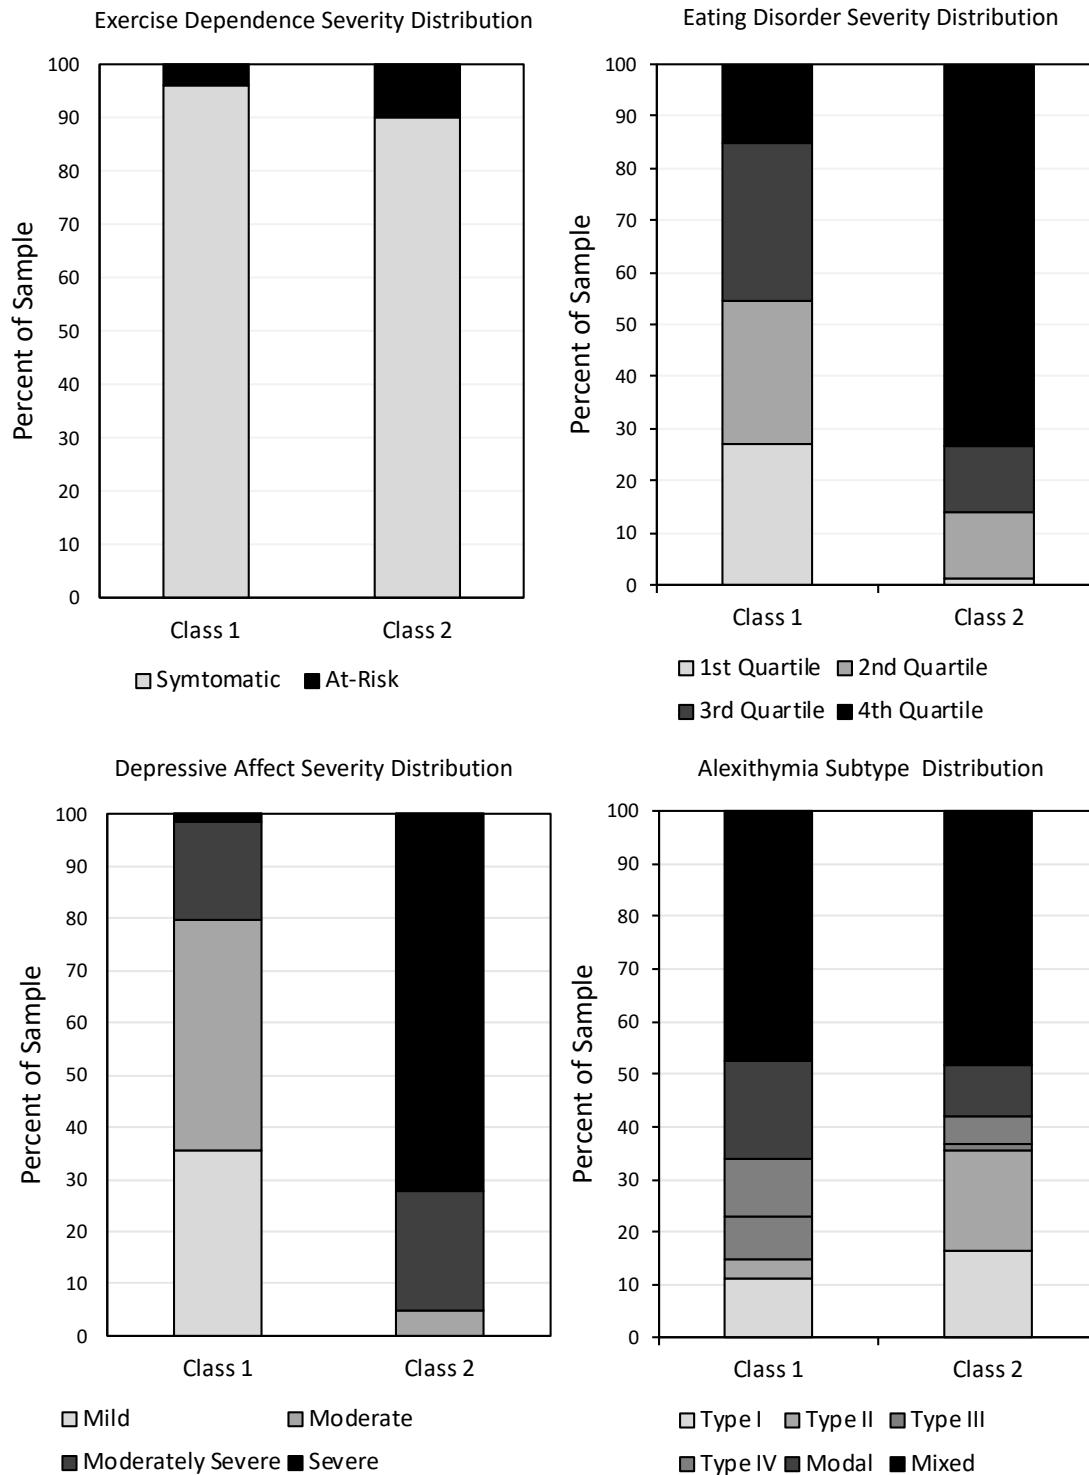 Exercise Dependence Severity Distribution
100
90
80
70
60
50
40
30
20
10
0
Percent of Sample
Class 1 Class 2
Symtomatic At-Risk
Eating Disorder Severity Distribution
100
90
80
70
60
50
40
30
20
10
0
Percent of Sample
Class 1 Class 2
1st Quartile 2nd Quartile
3rd Quartile 4th Quartile
Depressive Affect Severity Distribution
100
90
80
70
60
50
40
30
20
10
0
Percent of Sample
Class 1 Class 2
Mild Moderate
Moderately Severe Severe
Alexithymia Subtype Distribution
100
90
80
70
60
50
40
30
20
10
0
Percent of Sample
Class 1 Class 2
Type I Type II Type III
Type IV Modal Mixed